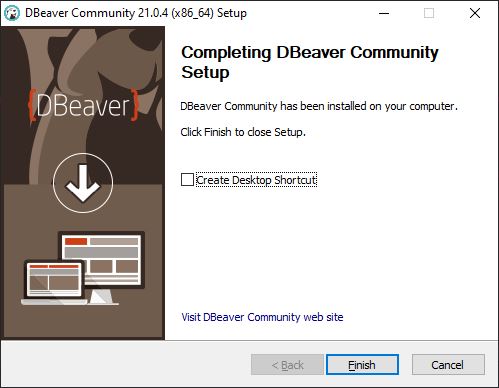 DBeaver Community 21.0.4 (x86_64) Setup
Completing DBeaver Community
Setup
{DBeaver}
DBeaver Community has been installed on your computer.
Click Finish to close Setup.
Create Desktop Shortcut
Visit DBeaver Community web site
< Back
Finish
Cancel